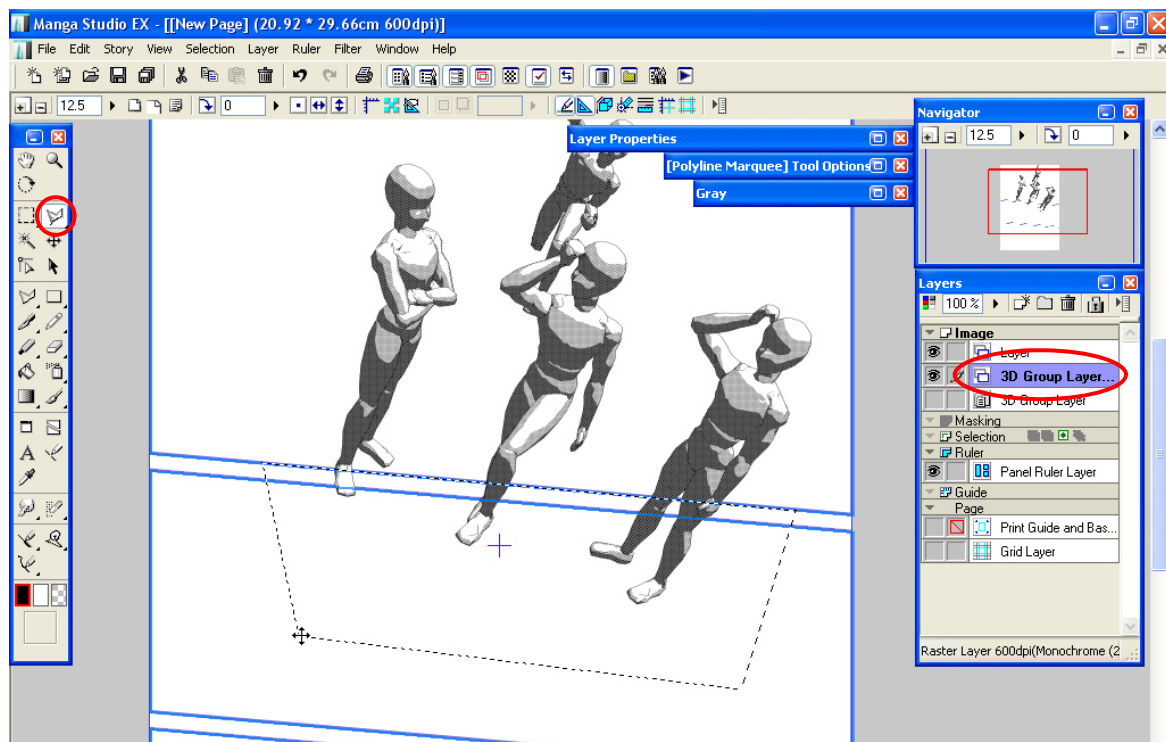 Manga Studio EX - [[New Page] (20.92 * 29.66cm 600dpi)]
File Edit Story View Selection Layer Ruler Filter Window Help
12.5 0
Navigator
12.5 0
Layer Properties
[Polyline Marquee] Tool Options
Gray
Layers
100 %
Image
Layer
3D Group Layer...
3D Group Layer
Masking
Selection
Ruler
Panel Ruler Layer
Guide
Page
Print Guide and Bas...
Grid Layer
A
Raster Layer 600dpi(Monochrome (2